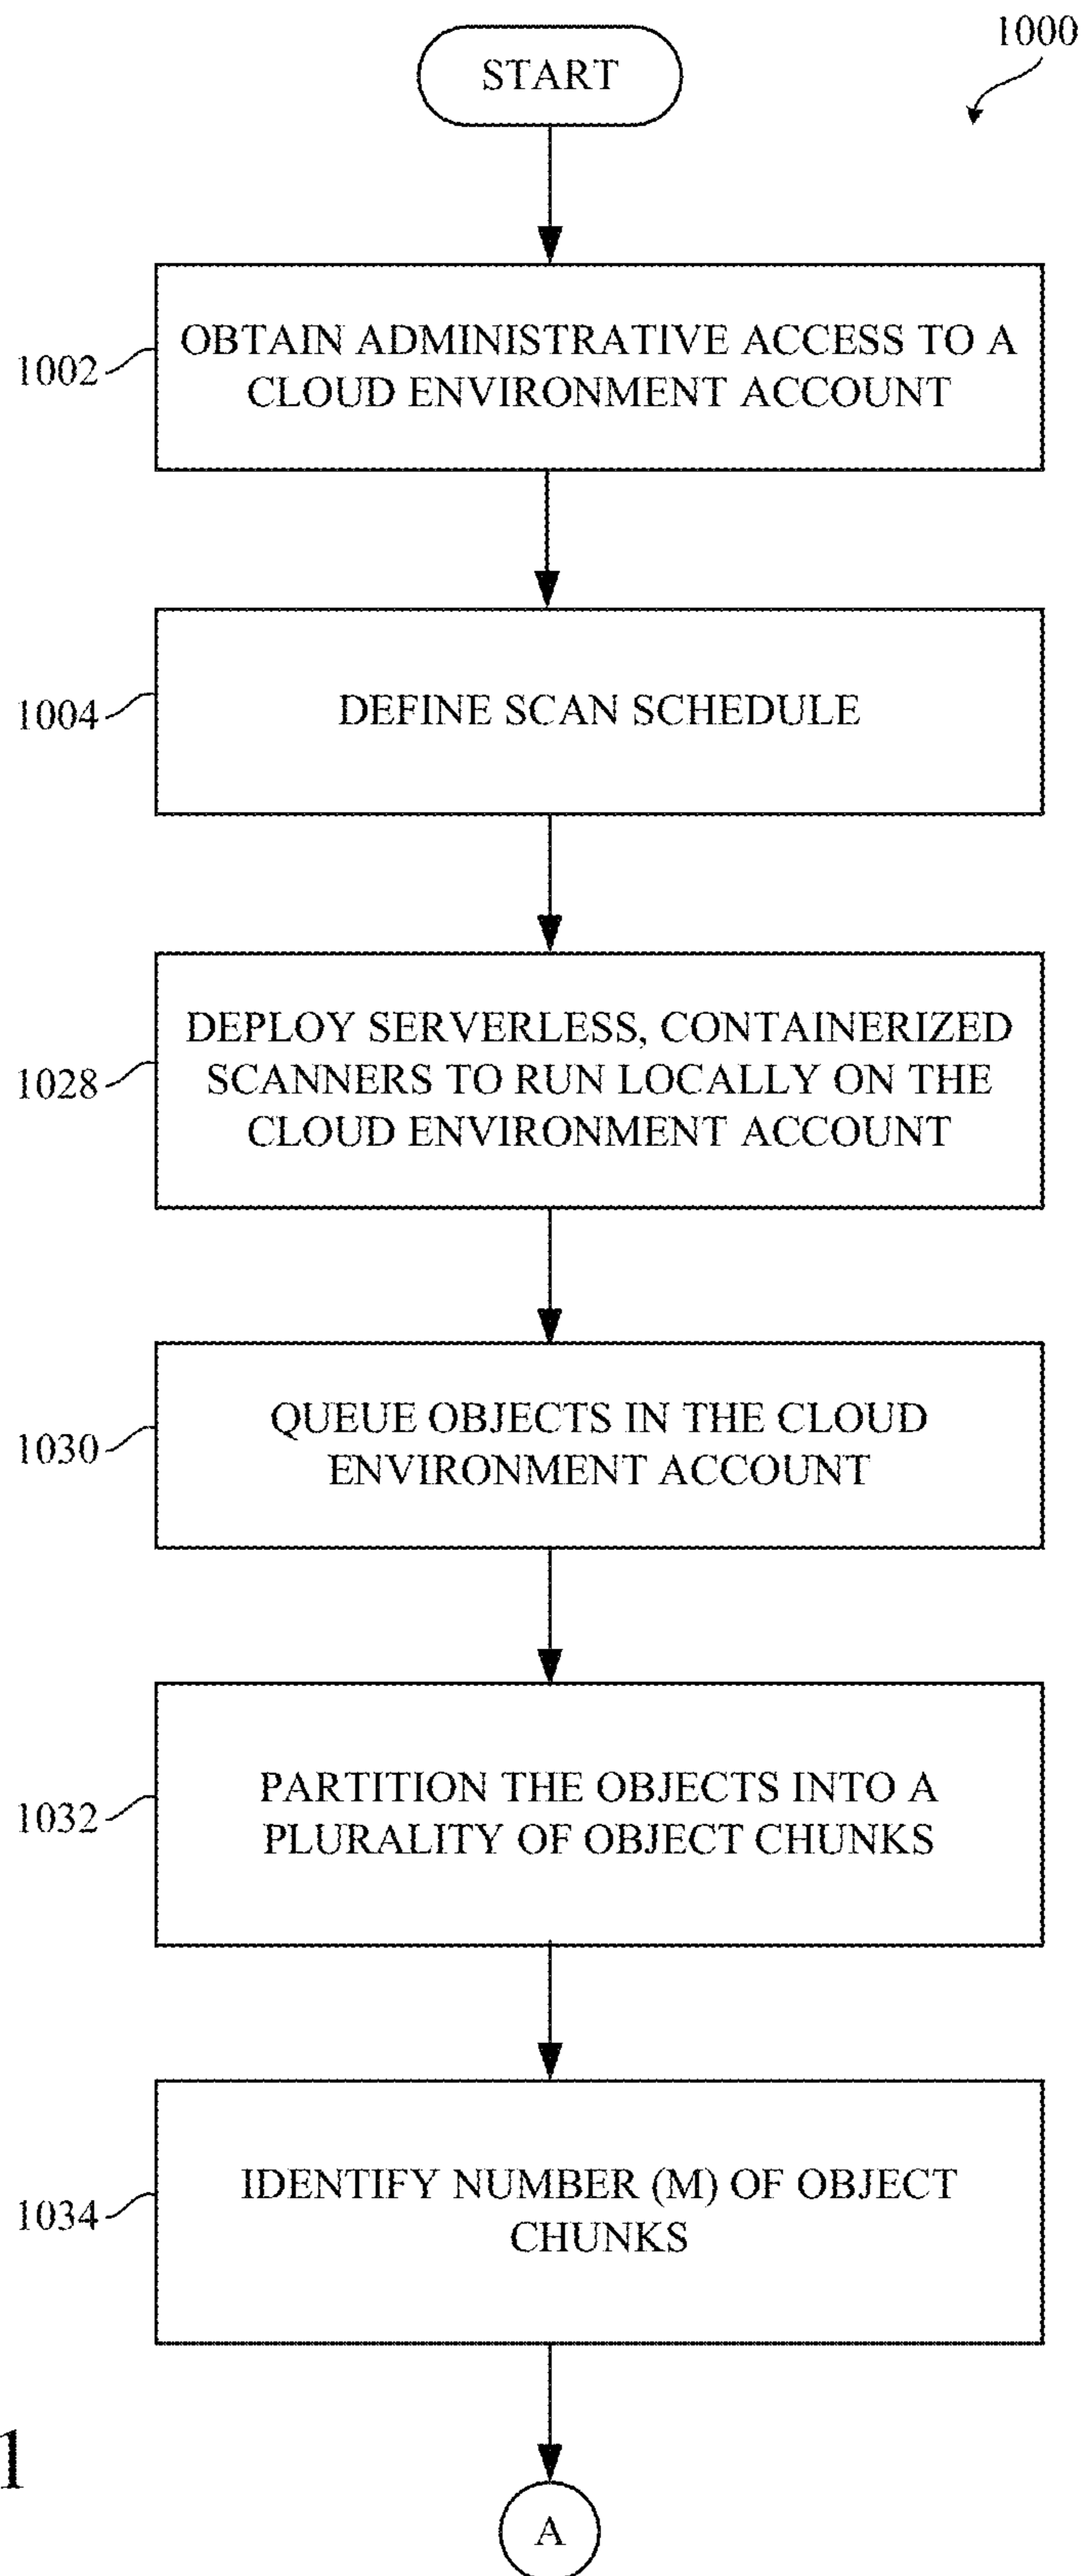 1000
START
1002
OBTAIN ADMINISTRATIVE ACCESS TO A
CLOUD ENVIRONMENT ACCOUNT
1004
DEFINE SCAN SCHEDULE
1028
DEPLOY SERVERLESS, CONTAINERIZED
SCANNERS TO RUN LOCALLY ON THE
CLOUD ENVIRONMENT ACCOUNT
1030
QUEUE OBJECTS IN THE CLOUD
ENVIRONMENT ACCOUNT
1032
PARTITION THE OBJECTS INTO A
PLURALITY OF OBJECT CHUNKS
1034
IDENTIFY NUMBER (M) OF OBJECT
CHUNKS
1
A